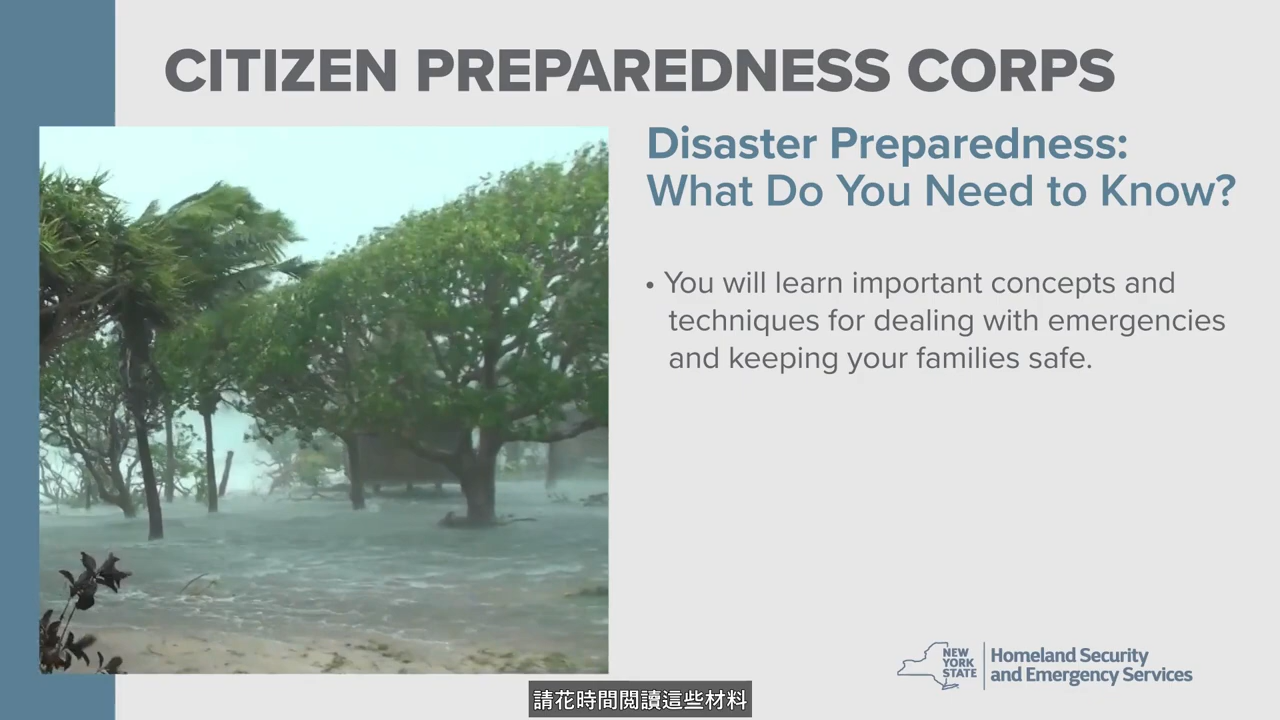 CITIZEN PREPAREDNESS CORPS
Disaster Preparedness:
What Do You Need to Know?
• You will learn important concepts and
techniques for dealing with emergencies
and keeping your families safe.
NEW
YORK
STATE
Homeland Security
and Emergency Services
請花時間閱讀這些材料